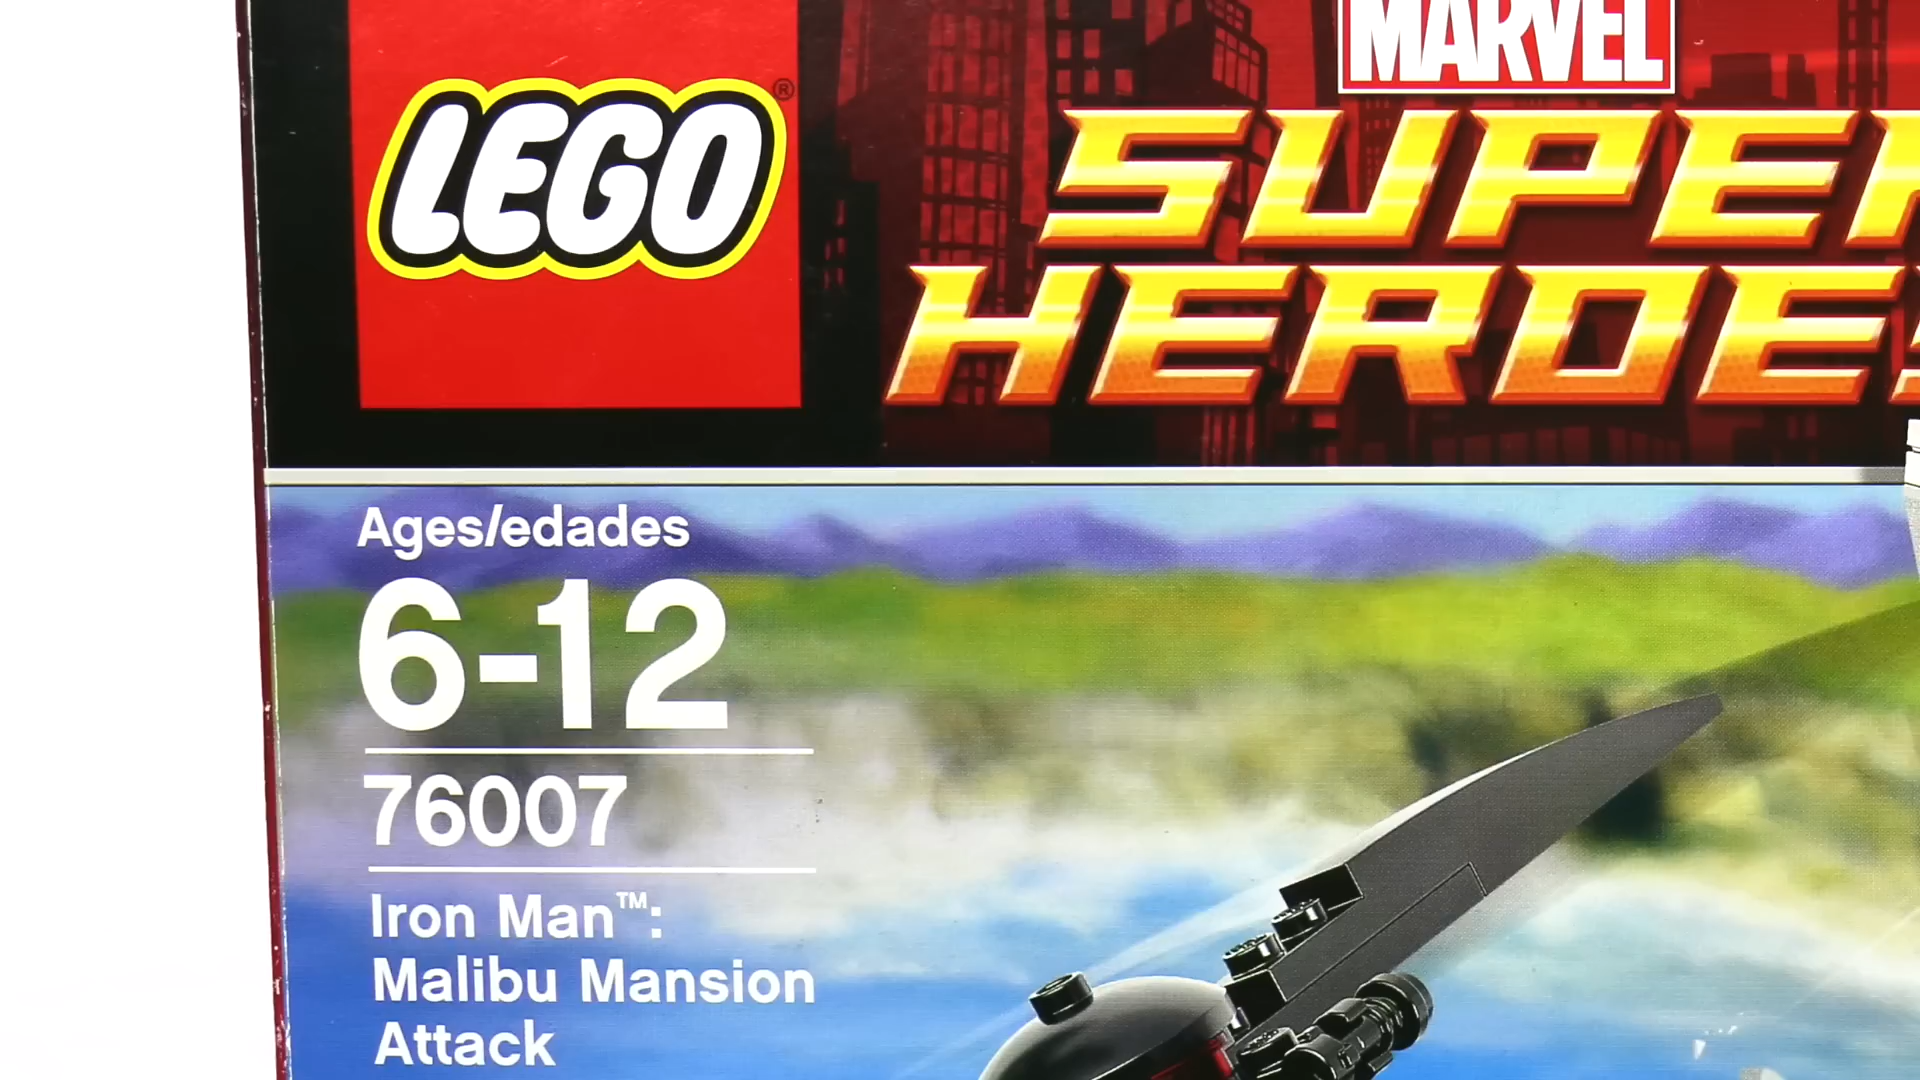 MARVEL
LEGO®
SUPER
HEROES
Ages/edades
6-12
76007
Iron Man™:
Malibu Mansion
Attack